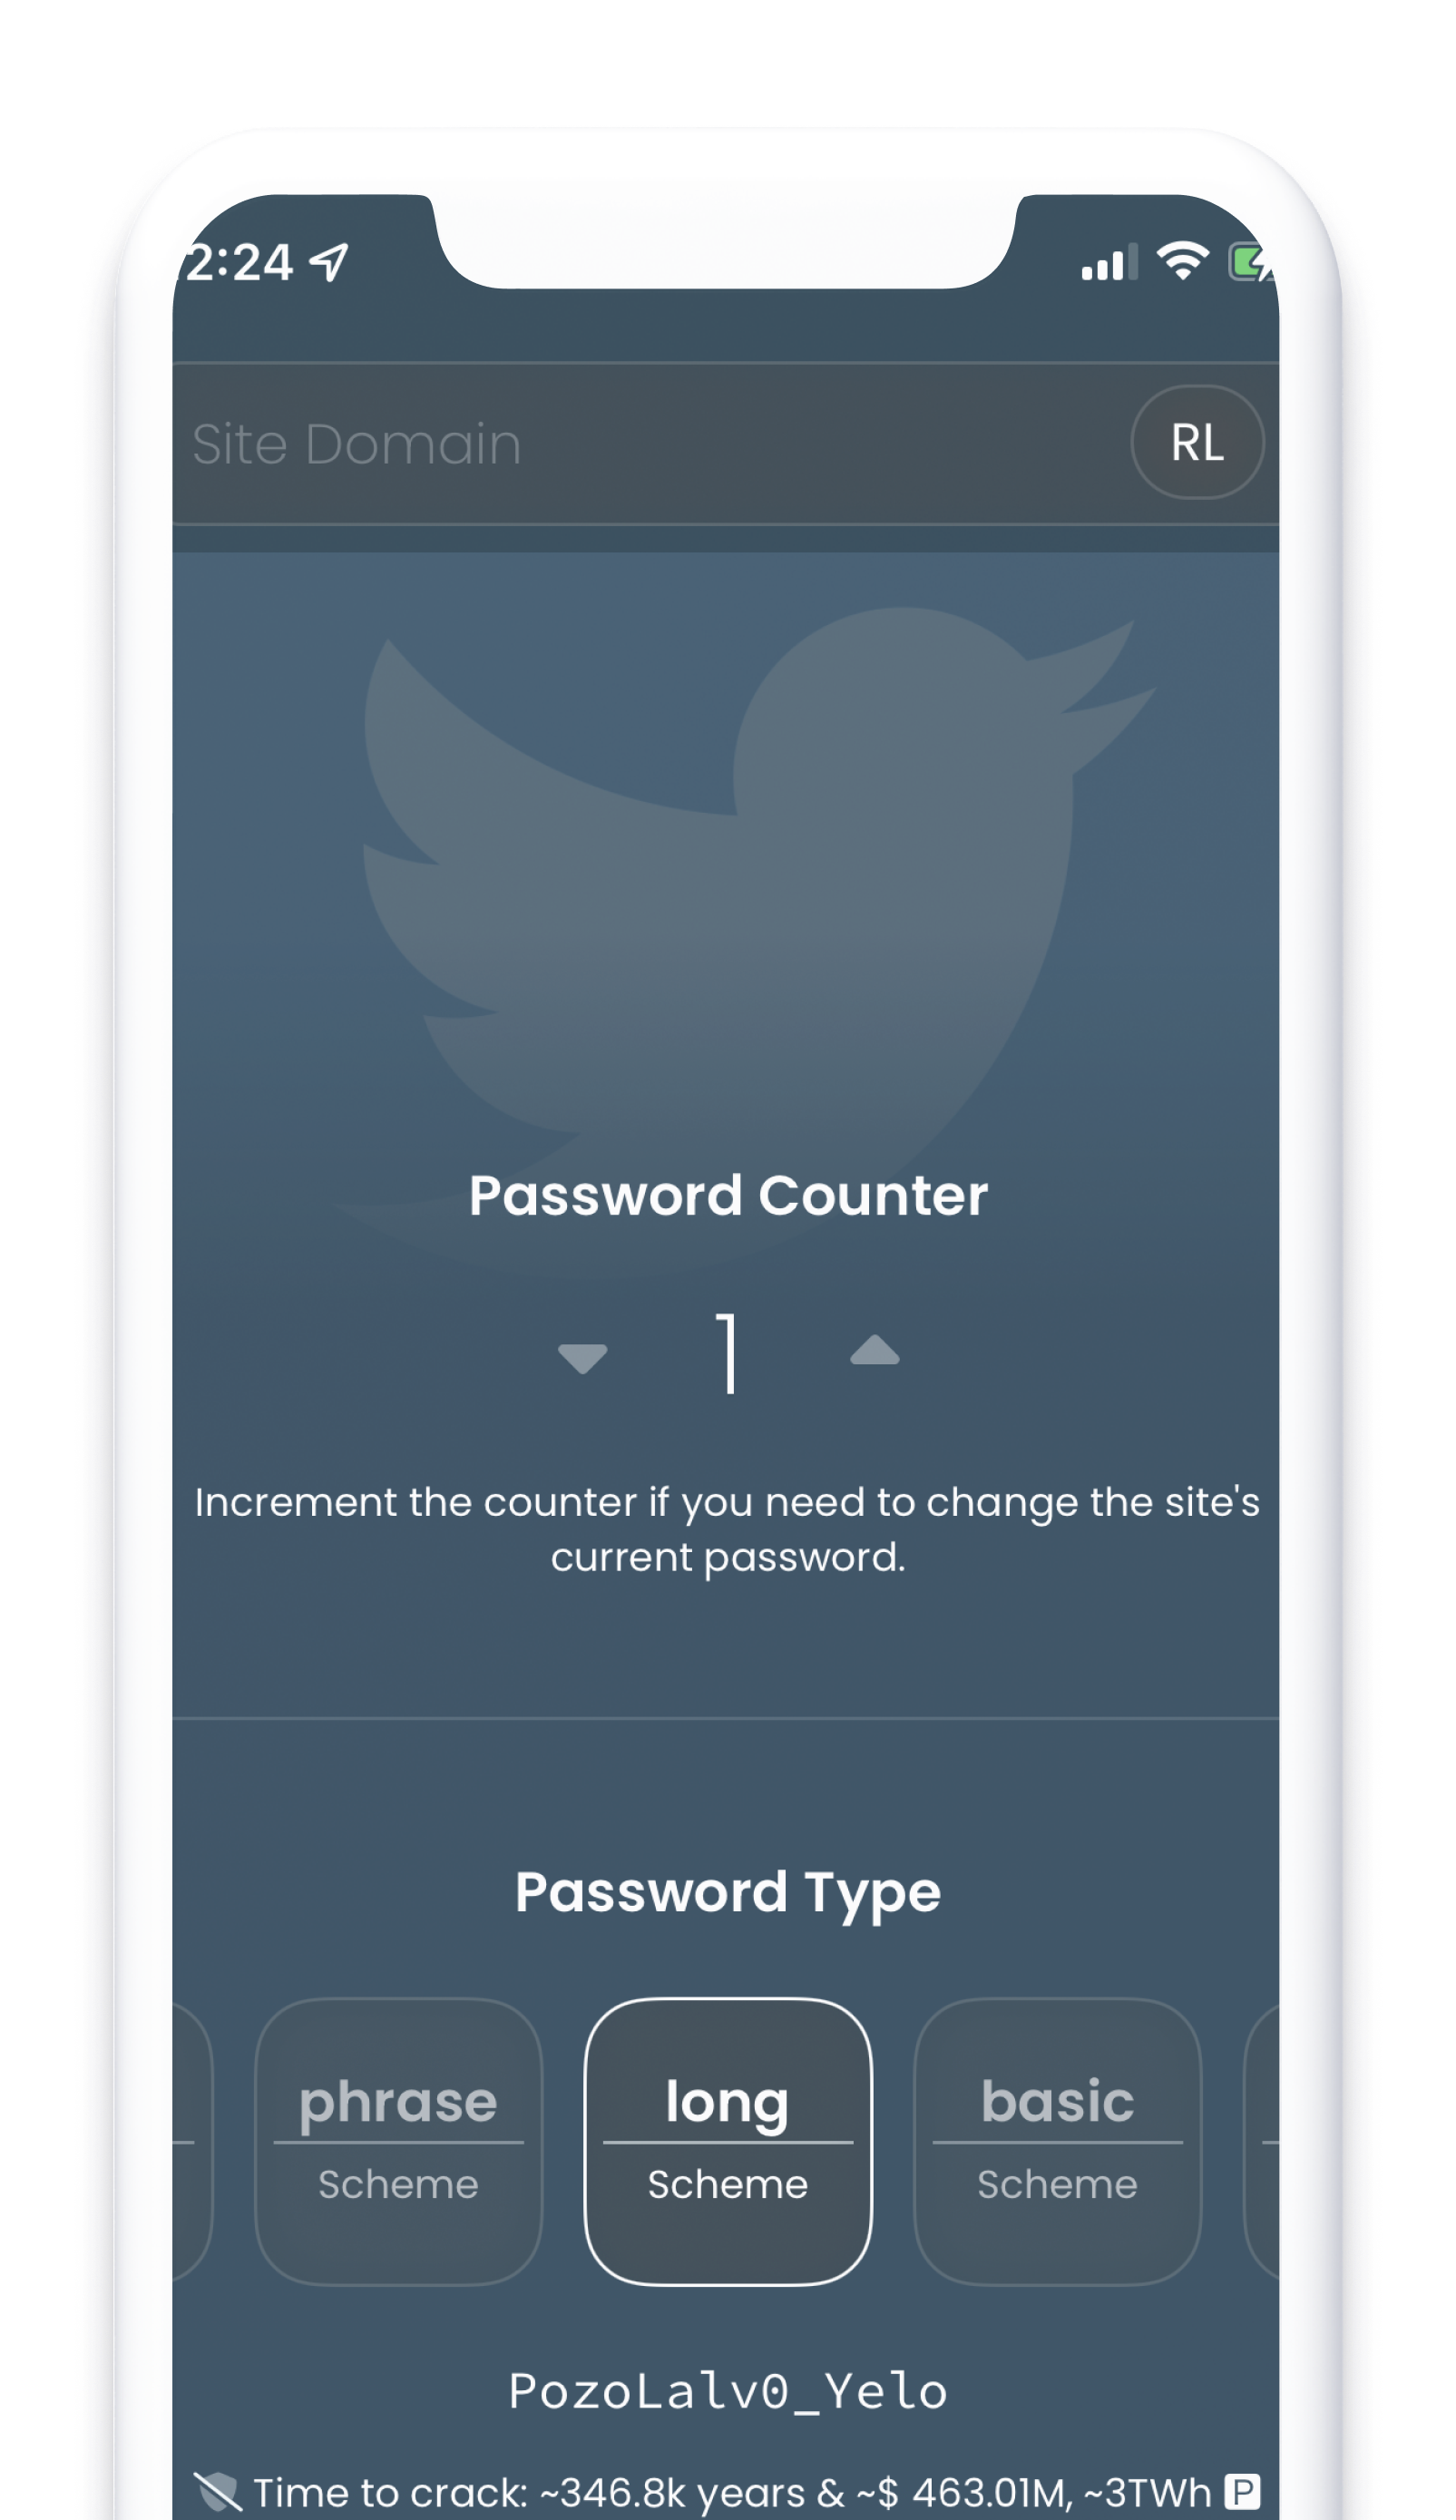 2:24
Site Domain
RL
Password Counter
1
Increment the counter if you need to change the site's
current password.
Password Type
phrase
Scheme
long
Scheme
basic
Scheme
PozoLalv0_Yelo
Time to crack: ~346.8k years & ~$ 463.01M, ~3TWh P